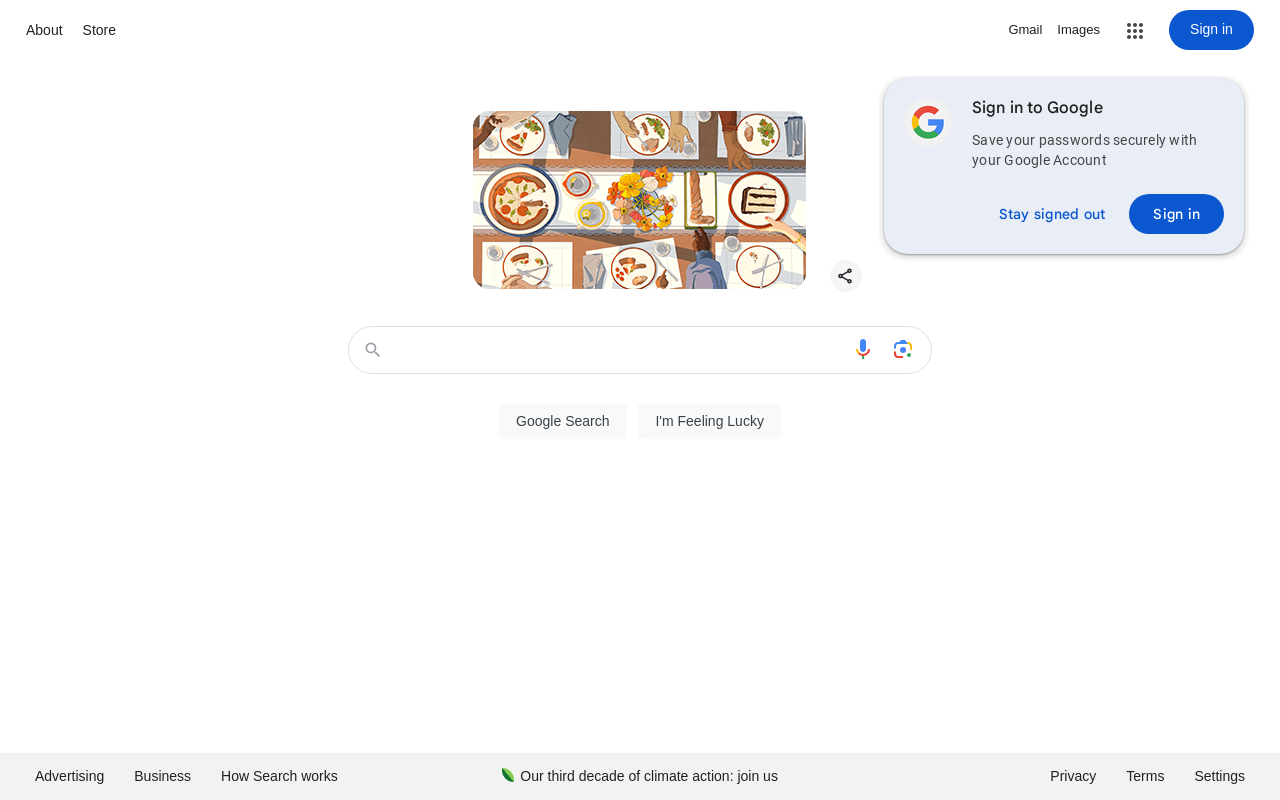 About Store
Gmail Images
Sign in
Sign in to Google
Save your passwords securely with
your Google Account
Stay signed out
Sign in
Google Search
I'm Feeling Lucky
Advertising Business How Search works
Our third decade of climate action: join us
Privacy Terms Settings